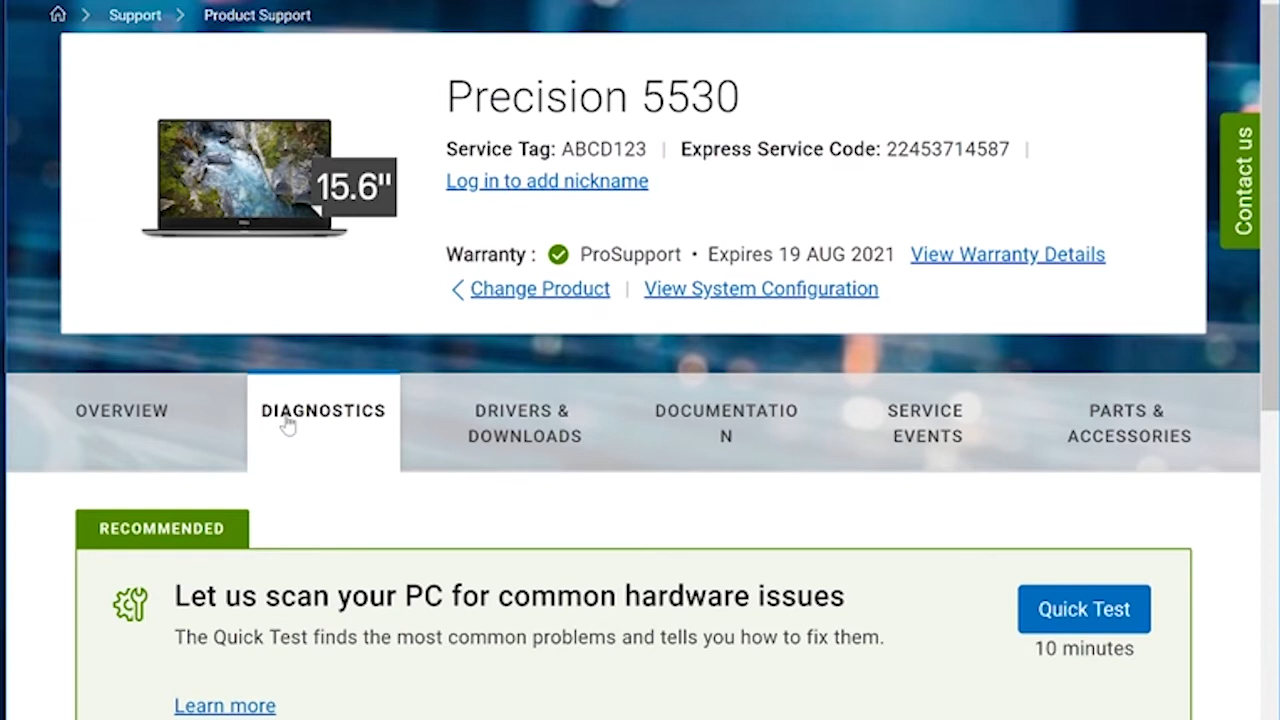 Support
Product Support
Precision 5530
Service Tag: ABCD123 | Express Service Code: 22453714587 |
Log in to add nickname
15.6"
Contact us
Warranty : ProSupport • Expires 19 AUG 2021 View Warranty Details
Change Product | View System Configuration
OVERVIEW
DIAGNOSTICS
DRIVERS &
DOWNLOADS
DOCUMENTATIO
N
SERVICE
EVENTS
PARTS &
ACCESSORIES
RECOMMENDED
Let us scan your PC for common hardware issues
The Quick Test finds the most common problems and tells you how to fix them.
Quick Test
10 minutes
Learn more